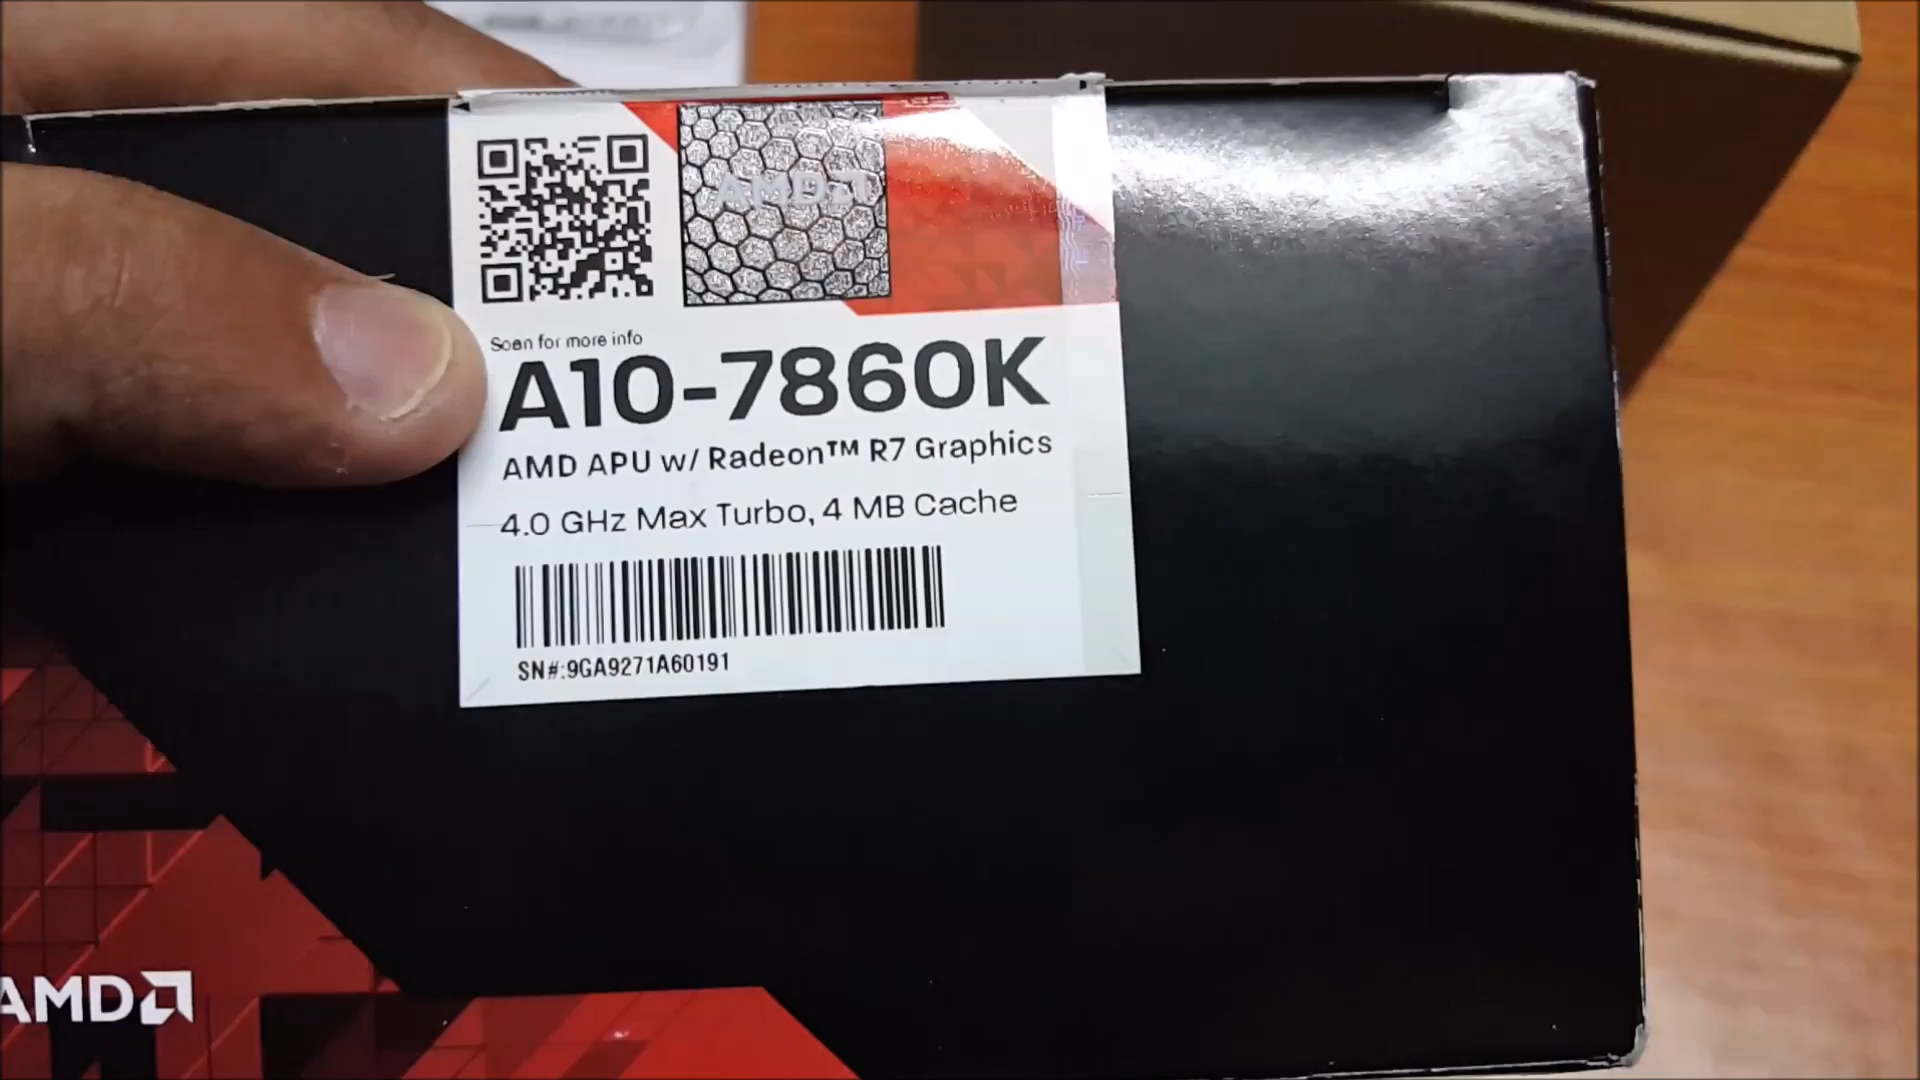 AMD
Scan for more info
A10-7860K
AMD APU w/ Radeon™ R7 Graphics
4.0 GHz Max Turbo, 4 MB Cache
SN#:9GA9271A60191
AMD